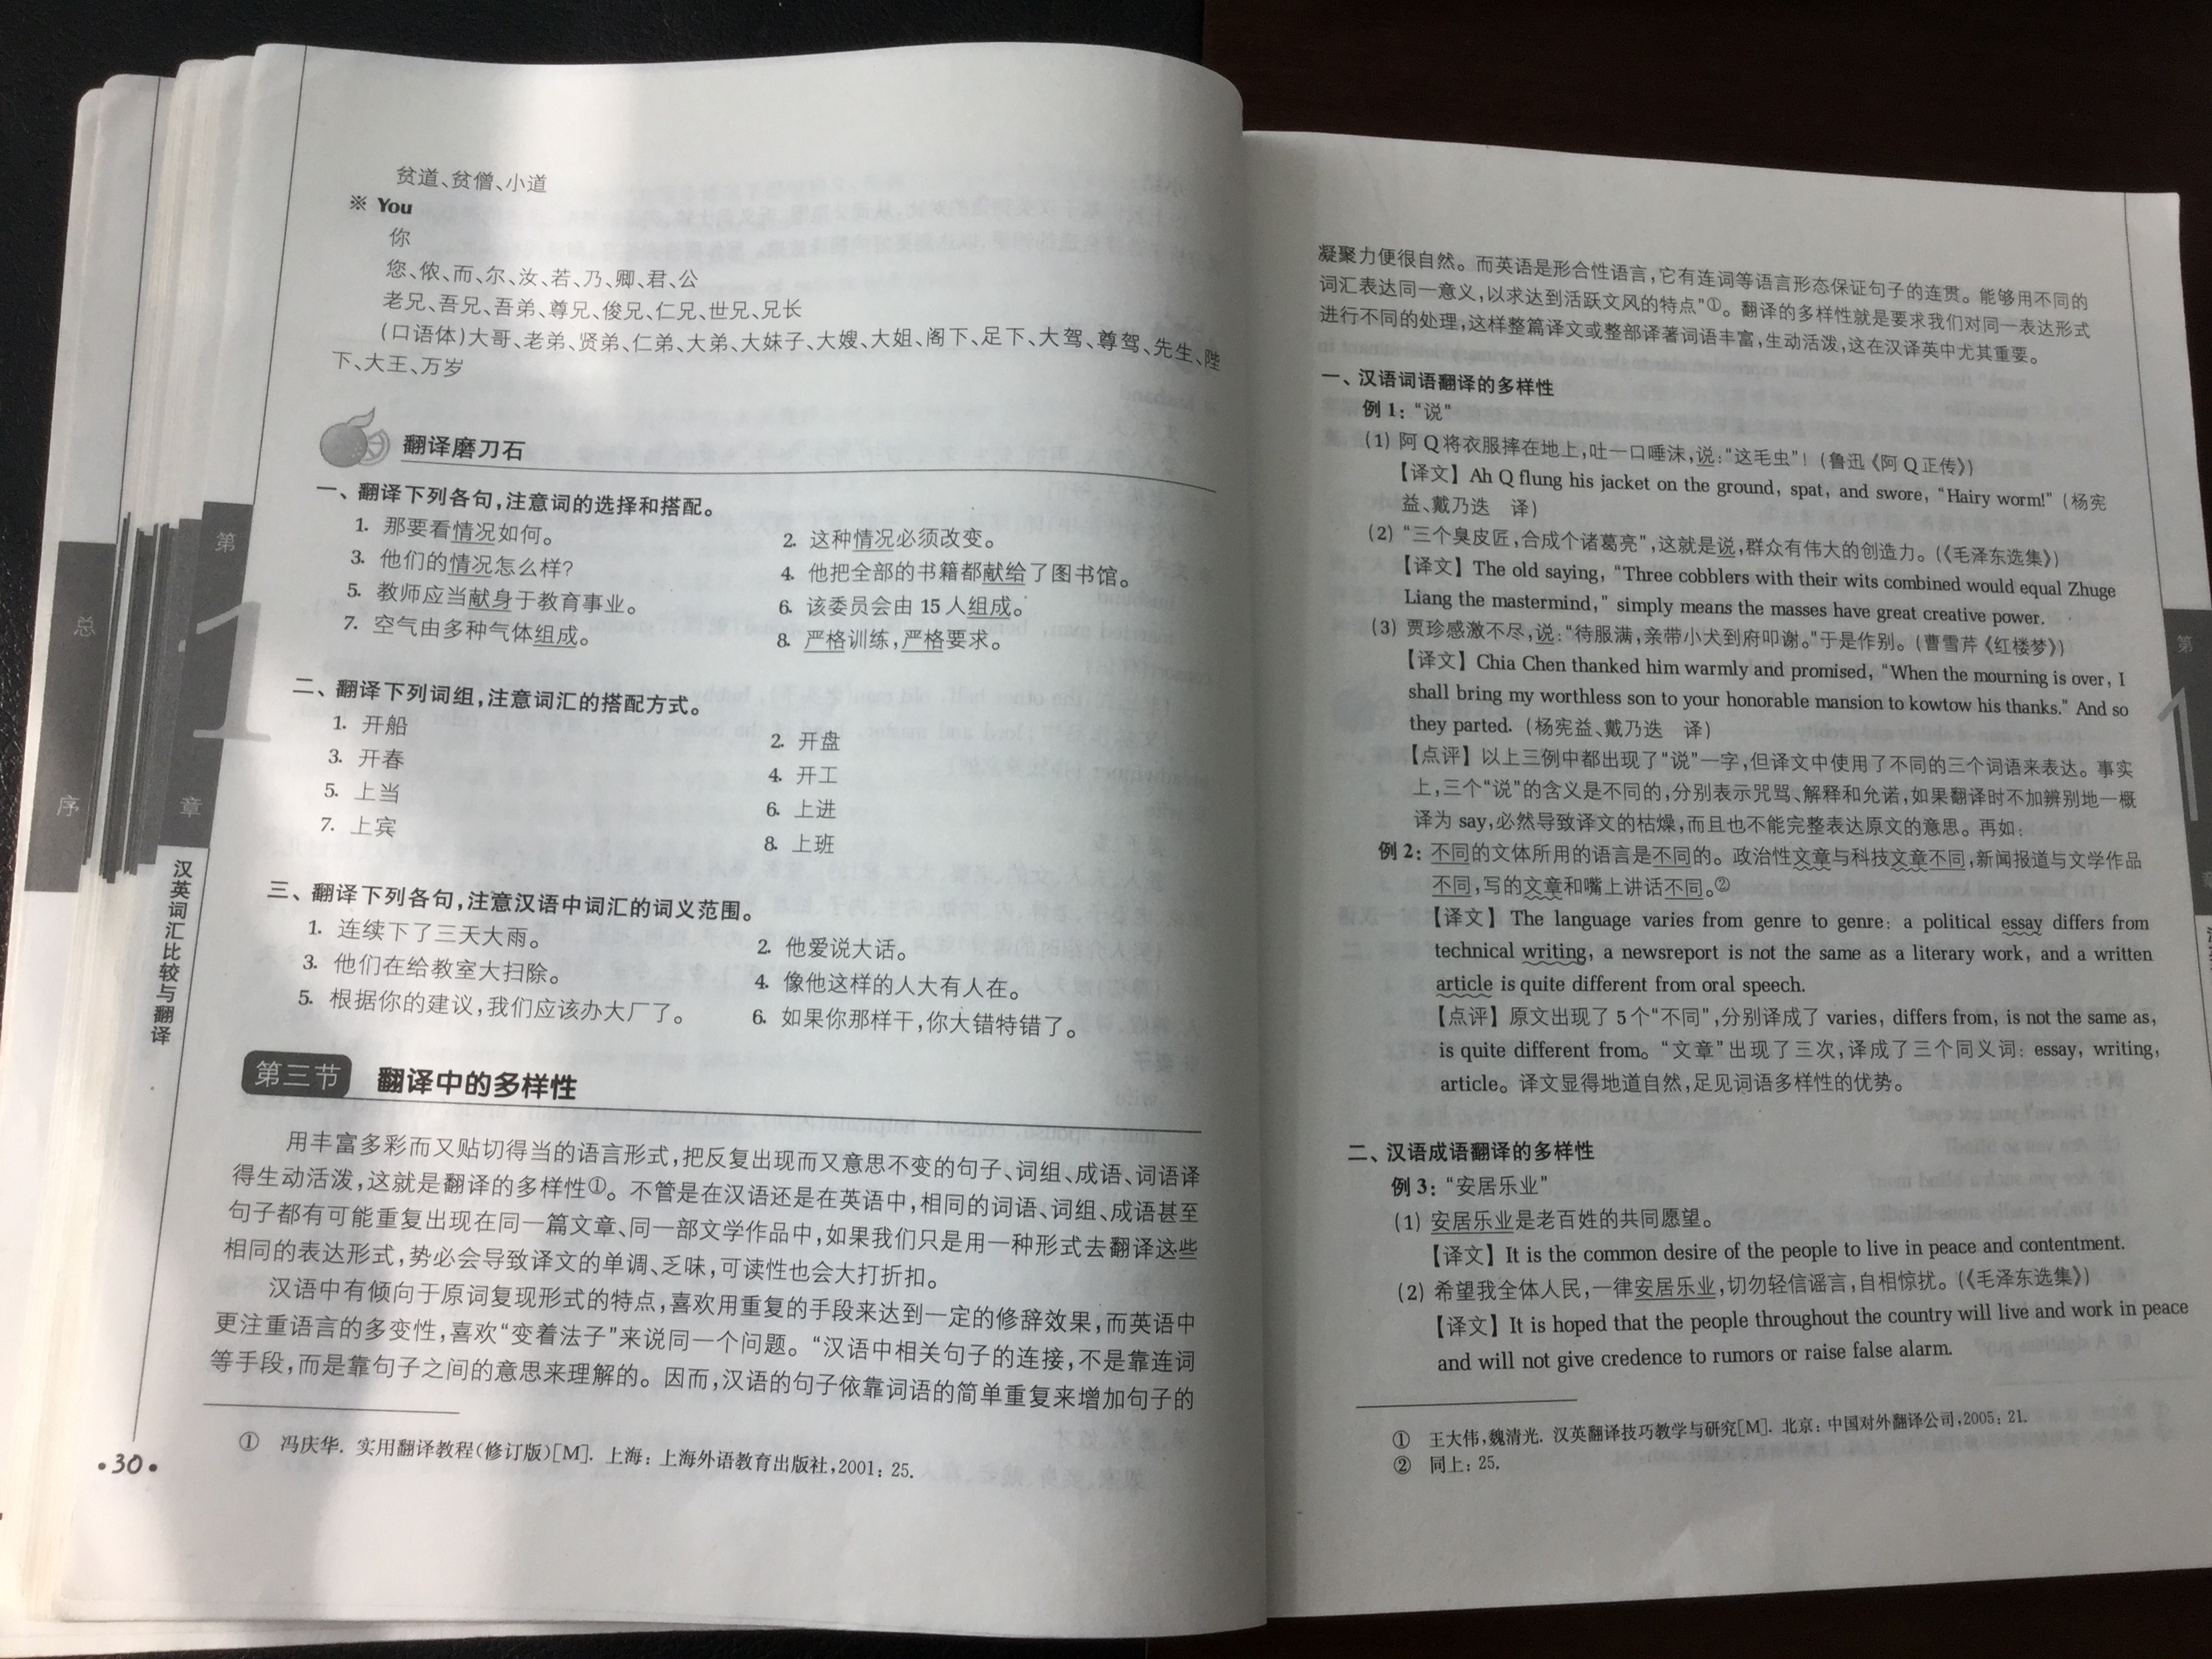 贫道、贫僧、小道
※ You
你
您、侬、而、尔、汝、若、乃、卿、君、公
老兄、吾兄、吾弟、尊兄、俊兄、仁兄、世兄、兄长
(口语体)大哥、老弟、贤弟、仁弟、大弟、大妹子、大嫂、大姐、阁下、足下、大驾、尊驾、先生、陛
下、大王、万岁
翻译磨刀石
一、翻译下列各句,注意词的选择和搭配。
1. 那要看情况如何。
2. 这种情况必须改变。
3. 他们的情况怎么样?
4. 他把全部的书籍都献给了图书馆。
5. 教师应当献身于教育事业。
6. 该委员会由 15 人组成。
7. 空气由多种气体组成。
8. 严格训练,严格要求。
二、翻译下列词组,注意词汇的搭配方式。
1. 开船
2. 开盘
3. 开春
4. 开工
5. 上当
6. 上进
7. 上宾
8. 上班
三、翻译下列各句,注意汉语中词汇的词义范围。
1. 连续下了三天大雨。
2. 他爱说大话。
3. 他们在给教室大扫除。
4. 像他这样的人大有人在。
5. 根据你的建议,我们应该办大厂了。
6. 如果你那样干,你大错特错了。
第三节 翻译中的多样性
用丰富多彩而又贴切得当的语言形式,把反复出现而又意思不变的句子、词组、成语、词语译
得生动活泼,这就是翻译的多样性①。不管是在汉语还是在英语中,相同的词语、词组、成语甚至
句子都有可能重复出现在同一篇文章、同一部文学作品中,如果我们只是用一种形式去翻译这些
相同的表达形式,势必会导致译文的单调、乏味,可读性也会大打折扣。
汉语中有倾向于原词复现形式的特点,喜欢用重复的手段来达到一定的修辞效果,而英语中
更注重语言的多变性,喜欢“变着法子”来说同一个问题。“汉语中相关句子的连接,不是靠连词
等手段,而是靠句子之间的意思来理解的。因而,汉语的句子依靠词语的简单重复来增加句子的
① 冯庆华. 实用翻译教程(修订版)[M]. 上海:上海外语教育出版社,2001:25.
·30·
汉英词汇比较与翻译
第
1
章
总
序
凝聚力便很自然。而英语是形合性语言,它有连词等语言形态保证句子的连贯。能够用不同的
词汇表达同一意义,以求达到活跃文风的特点”①。翻译的多样性就是要求我们对同一表达形式
进行不同的处理,这样整篇译文或整部译著词语丰富,生动活泼,这在汉译英中尤其重要。
一、汉语词语翻译的多样性
例 1:“说”
(1) 阿 Q 将衣服摔在地上,吐一口唾沫,说:“这毛虫”!(鲁迅《阿 Q 正传》)
【译文】Ah Q flung his jacket on the ground, spat, and swore, “Hairy worm!” (杨宪
益、戴乃迭 译)
(2) “三个臭皮匠,合成个诸葛亮”,这就是说,群众有伟大的创造力。(《毛泽东选集》)
【译文】The old saying, “Three cobblers with their wits combined would equal Zhuge
Liang the mastermind,” simply means the masses have great creative power.
(3) 贾珍感激不尽,说:“待服满,亲带小犬到府叩谢。”于是作别。(曹雪芹《红楼梦》)
【译文】Chia Chen thanked him warmly and promised, “When the mourning is over, I
shall bring my worthless son to your honorable mansion to kowtow his thanks.” And so
they parted. (杨宪益、戴乃迭 译)
【点评】以上三例中都出现了“说”一字,但译文中使用了不同的三个词语来表达。事实
上,三个“说”的含义是不同的,分别表示咒骂、解释和允诺,如果翻译时不加辨别地一概
译为 say,必然导致译文的枯燥,而且也不能完整表达原文的意思。再如:
例 2:不同的文体所用的语言是不同的。政治性文章与科技文章不同,新闻报道与文学作品
不同,写的文章和嘴上讲话不同。②
【译文】The language varies from genre to genre: a political essay differs from
technical writing, a newsreport is not the same as a literary work, and a written
article is quite different from oral speech.
【点评】原文出现了 5 个“不同”,分别译成了 varies, differs from, is not the same as,
is quite different from。“文章”出现了三次,译成了三个同义词:essay, writing,
article。译文显得地道自然,足见词语多样性的优势。
二、汉语成语翻译的多样性
例 3:“安居乐业”
(1) 安居乐业是老百姓的共同愿望。
【译文】It is the common desire of the people to live in peace and contentment.
(2) 希望我全体人民,一律安居乐业,切勿轻信谣言,自相惊扰。(《毛泽东选集》)
【译文】It is hoped that the people throughout the country will live and work in peace
and will not give credence to rumors or raise false alarm.
① 王大伟,魏清光. 汉英翻译技巧教学与研究[M]. 北京:中国对外翻译公司,2005:21.
② 同上:25.
第